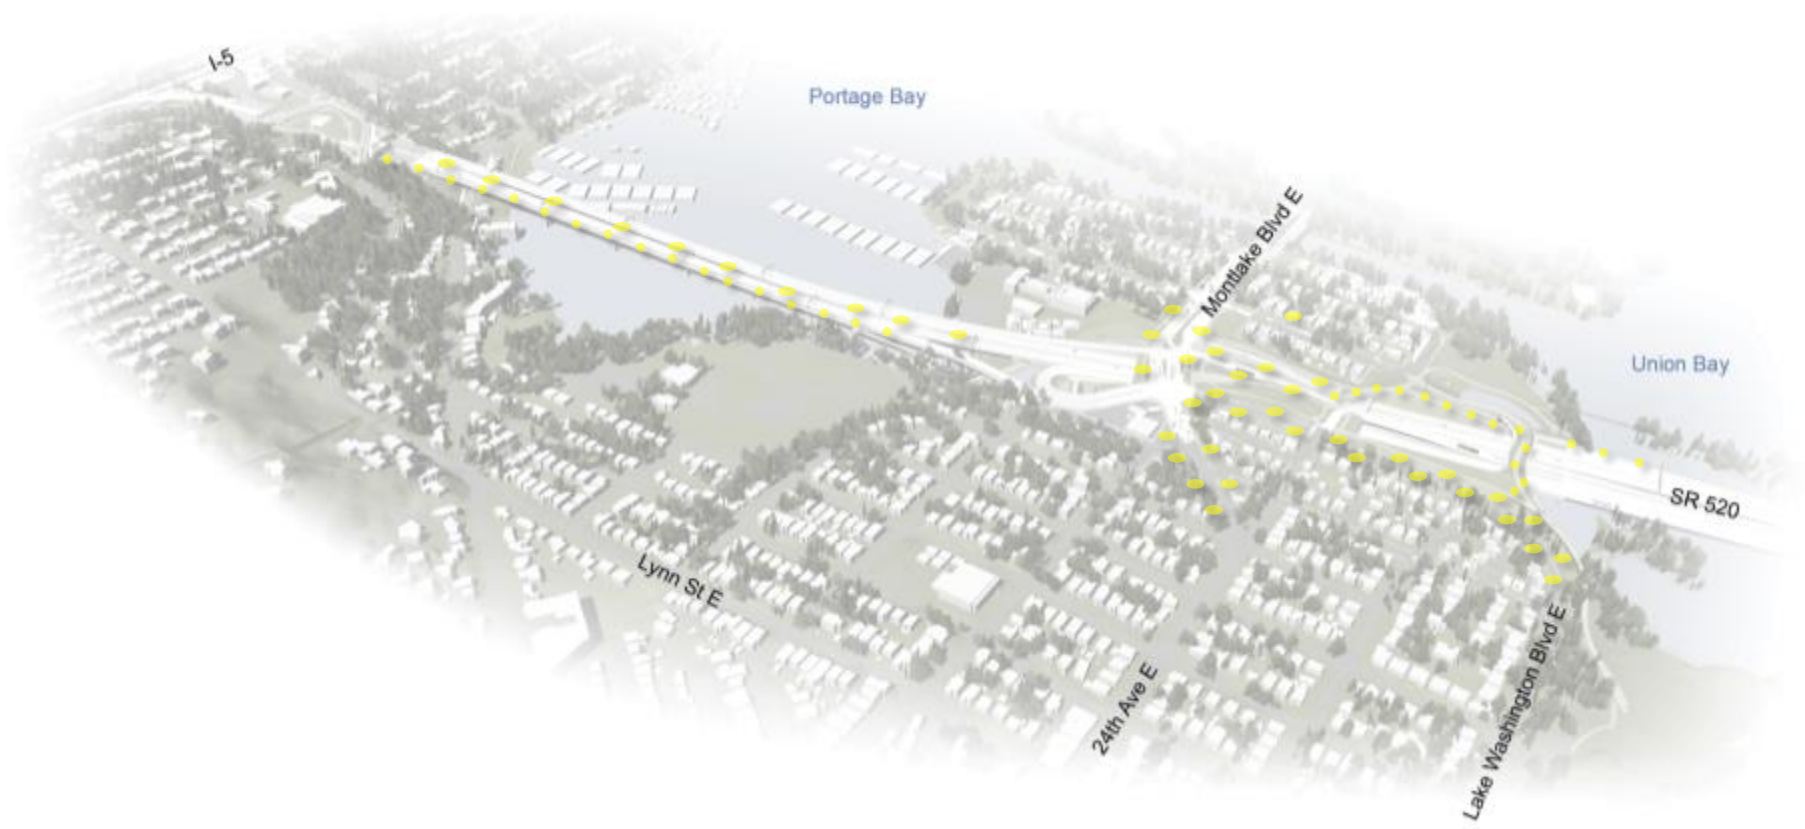 I-5
Portage Bay
Montlake Blvd E
Union Bay
SR 520
Lynn St E
24th Ave E
Lake Washington Blvd E